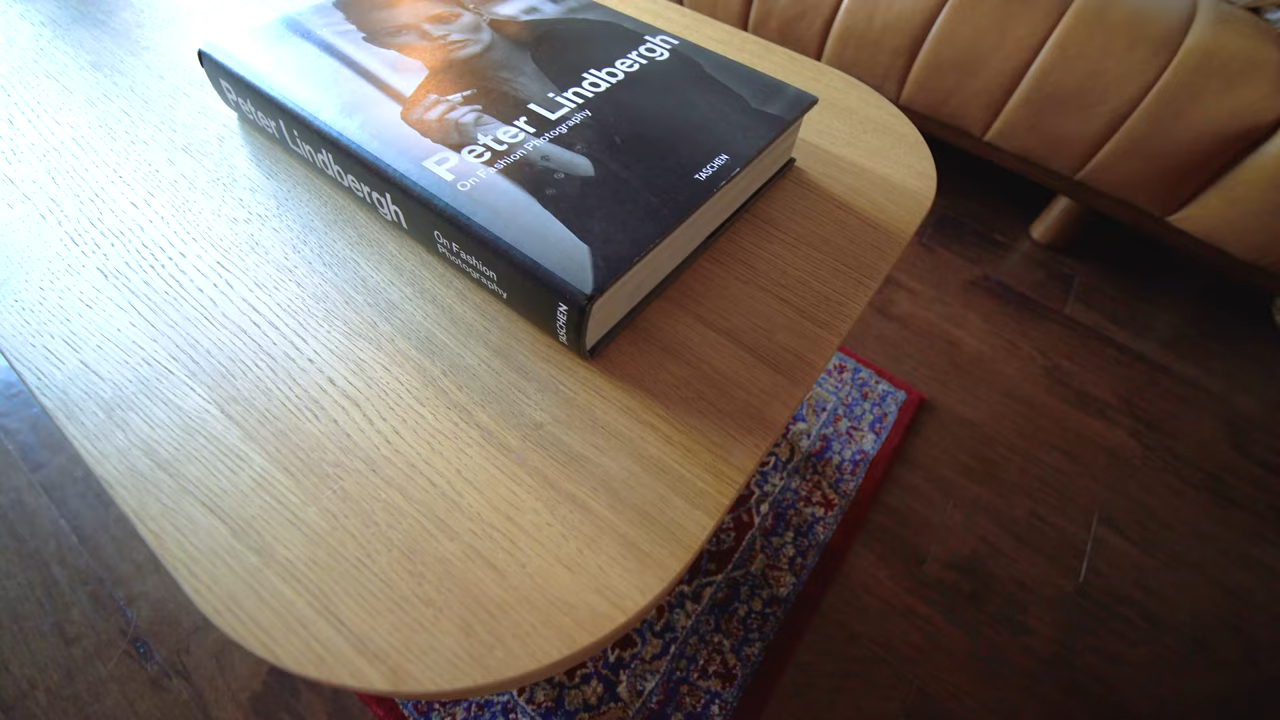 Peter Lindbergh
On Fashion Photography
TASCHEN
Peter Lindbergh
On Fashion
Photography
TASCHEN